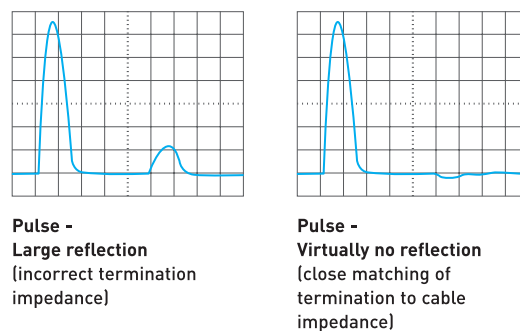 Pulse -
Large reflection
(incorrect termination
impedance)
Pulse -
Virtually no reflection
(close matching of
termination to cable
impedance)